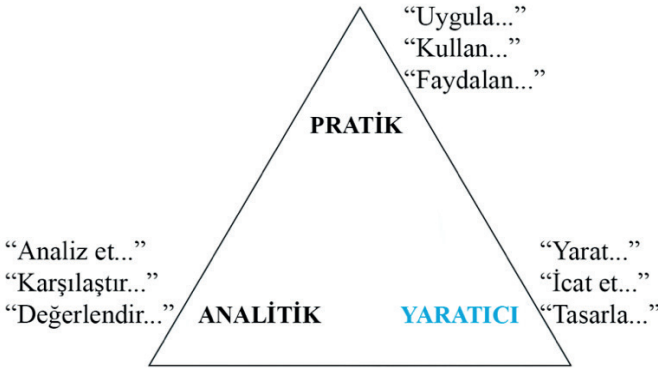 “Uygula...”
“Kullan...”
“Faydalan...”
PRATİK
“Analiz et...”
“Karşılaştır...”
“Değerlendir...”
ANALİTİK
YARATICI
“Yarat...”
“İcat et...”
“Tasarla...”